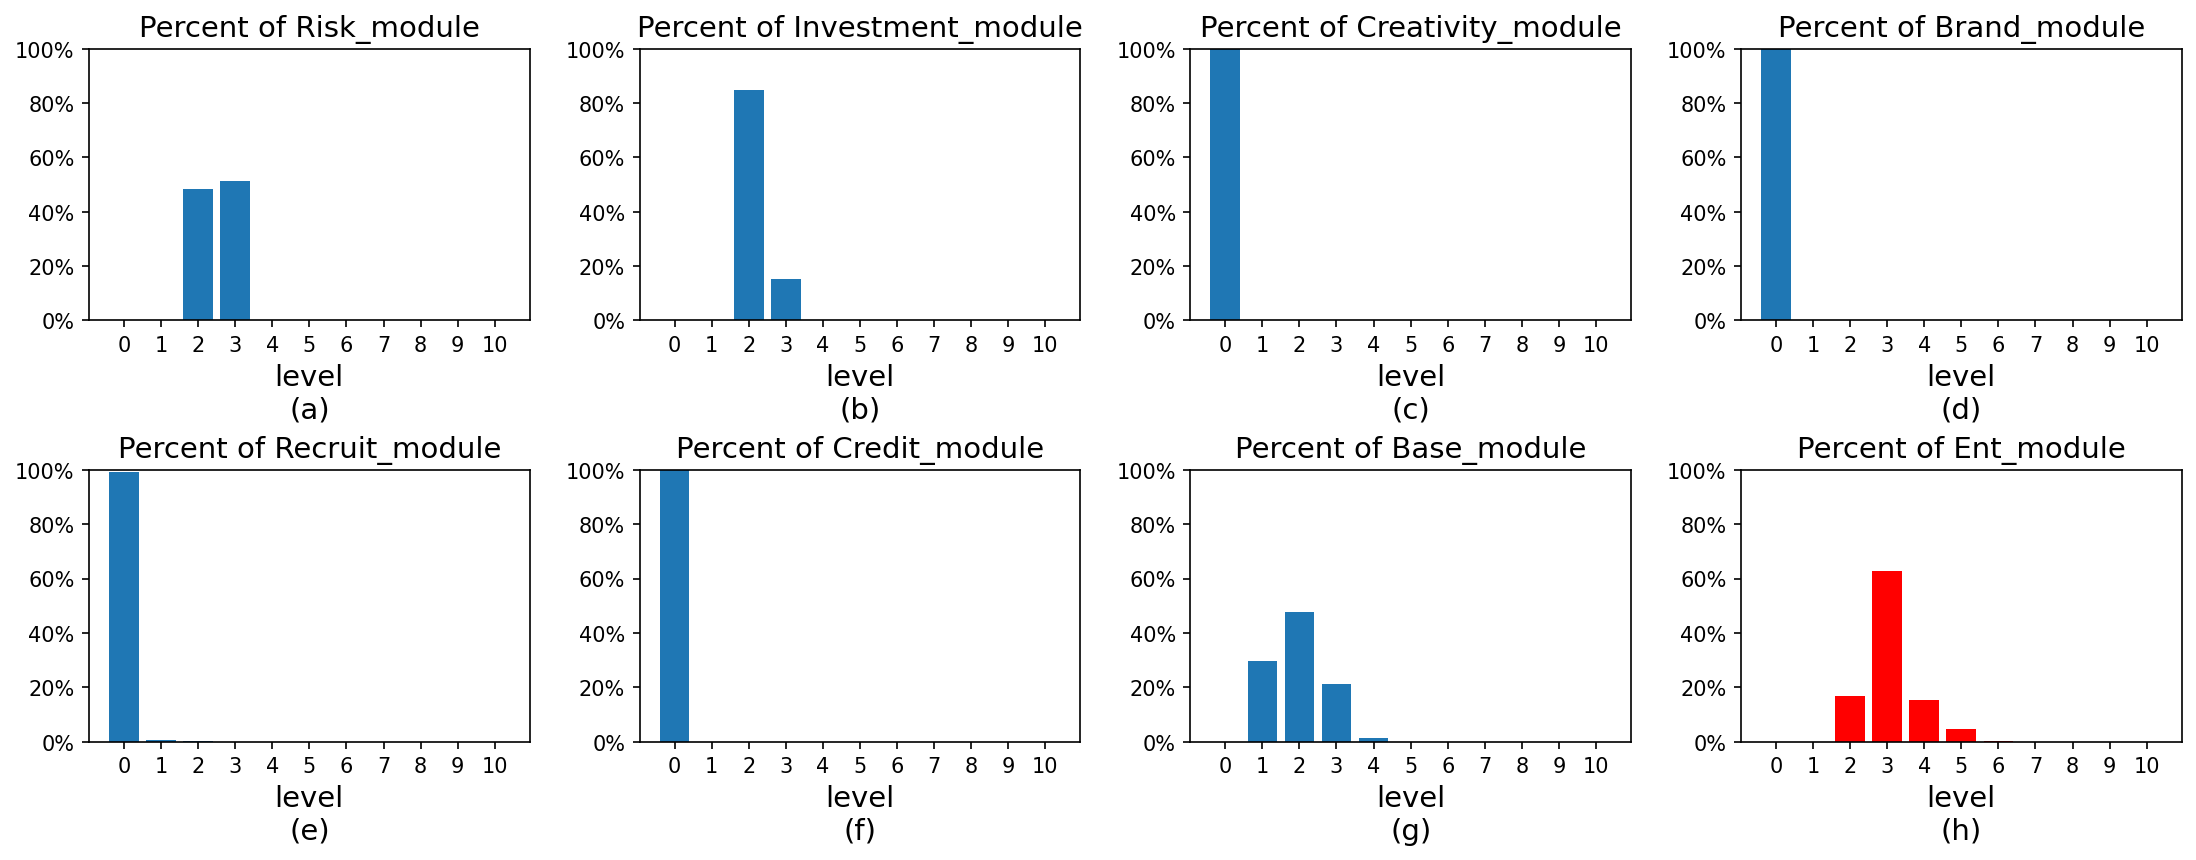 Percent of Risk_module
100%
80%
60%
40%
20%
0%
0 1 2 3 4 5 6 7 8 9 10
level
(a)
Percent of Investment_module
100%
80%
60%
40%
20%
0%
0 1 2 3 4 5 6 7 8 9 10
level
(b)
Percent of Creativity_module
100%
80%
60%
40%
20%
0%
0 1 2 3 4 5 6 7 8 9 10
level
(c)
Percent of Brand_module
100%
80%
60%
40%
20%
0%
0 1 2 3 4 5 6 7 8 9 10
level
(d)
Percent of Recruit_module
100%
80%
60%
40%
20%
0%
0 1 2 3 4 5 6 7 8 9 10
level
(e)
Percent of Credit_module
100%
80%
60%
40%
20%
0%
0 1 2 3 4 5 6 7 8 9 10
level
(f)
Percent of Base_module
100%
80%
60%
40%
20%
0%
0 1 2 3 4 5 6 7 8 9 10
level
(g)
Percent of Ent_module
100%
80%
60%
40%
20%
0%
0 1 2 3 4 5 6 7 8 9 10
level
(h)